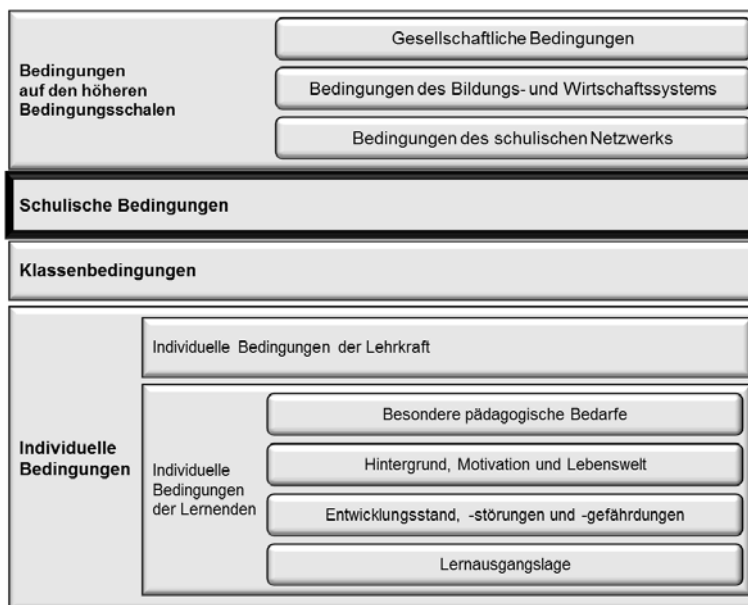 Gesellschaftliche Bedingungen
Bedingungen
auf den höheren
Bedingungsschalen
Bedingungen des Bildungs- und Wirtschaftssystems
Bedingungen des schulischen Netzwerks
Schulische Bedingungen
Klassenbedingungen
Individuelle Bedingungen der Lehrkraft
Individuelle
Bedingungen
Individuelle
Bedingungen
der Lernenden
Besondere pädagogische Bedarfe
Hintergrund, Motivation und Lebenswelt
Entwicklungsstand, -störungen und -gefährdungen
Lernausgangslage